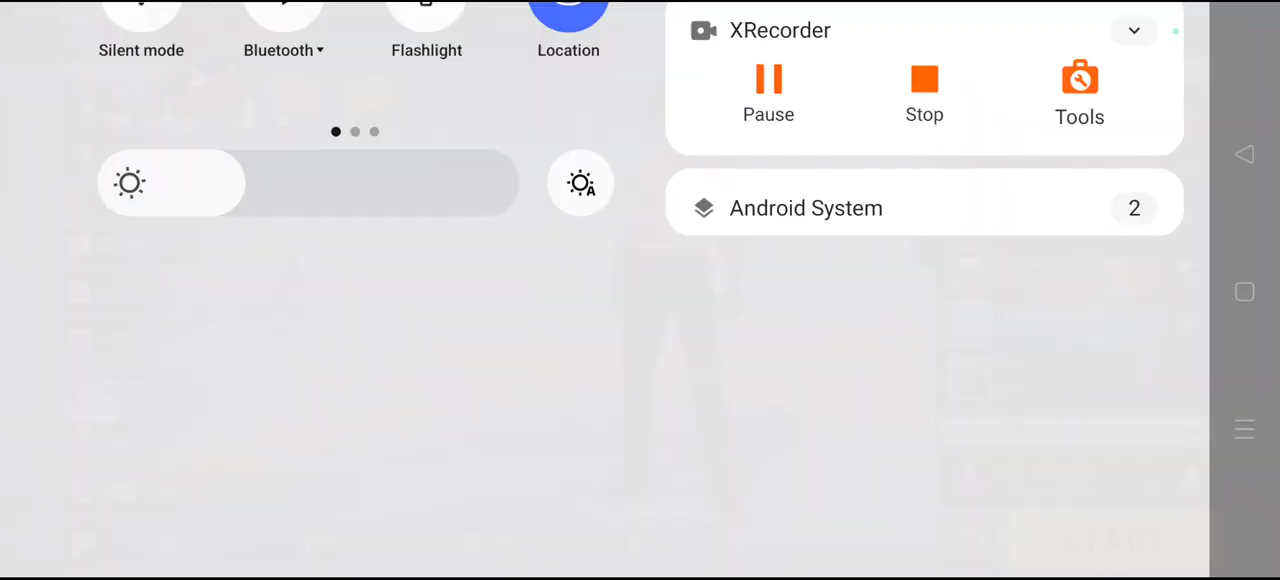 Silent mode
Bluetooth
Flashlight
Location
A
XRecorder
Pause
Stop
Tools
Android System
2